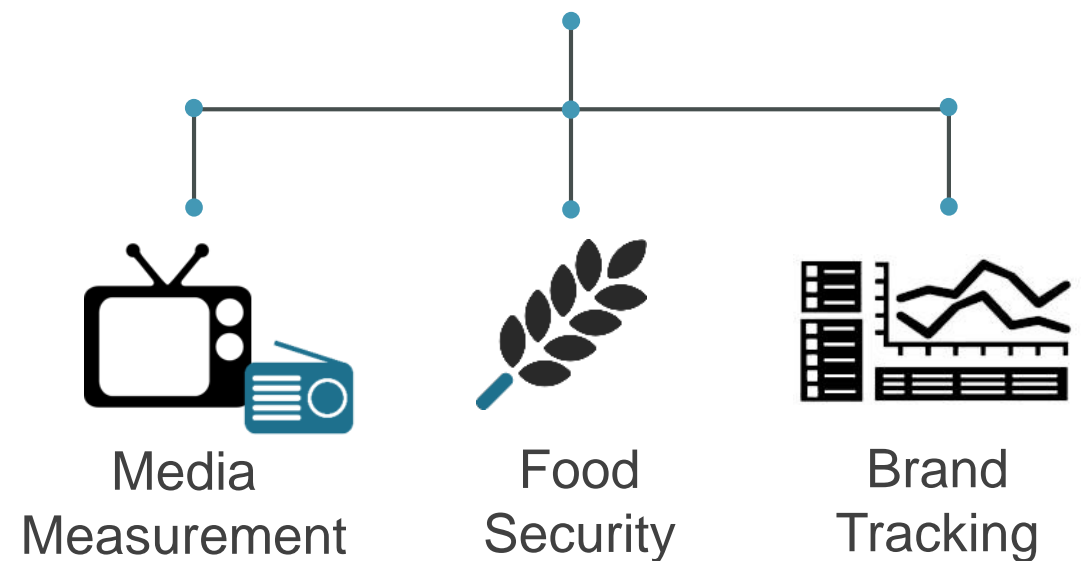 Media
Measurement
Food
Security
Brand
Tracking